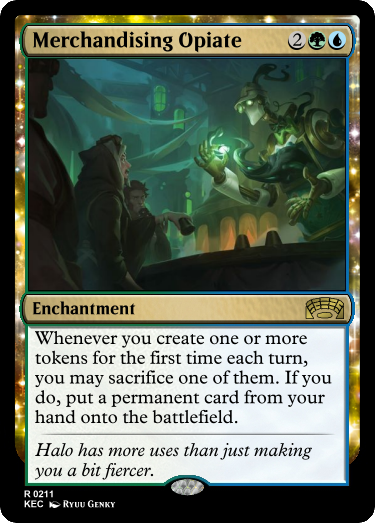 Merchandising Opiate 2
Enchantment
Whenever you create one or more
tokens for the first time each turn,
you may sacrifice one of them. If you
do, put a permanent card from your
hand onto the battlefield.
Halo has more uses than just making
you a bit fiercer.
R 0211
KEC Ryuu Genky